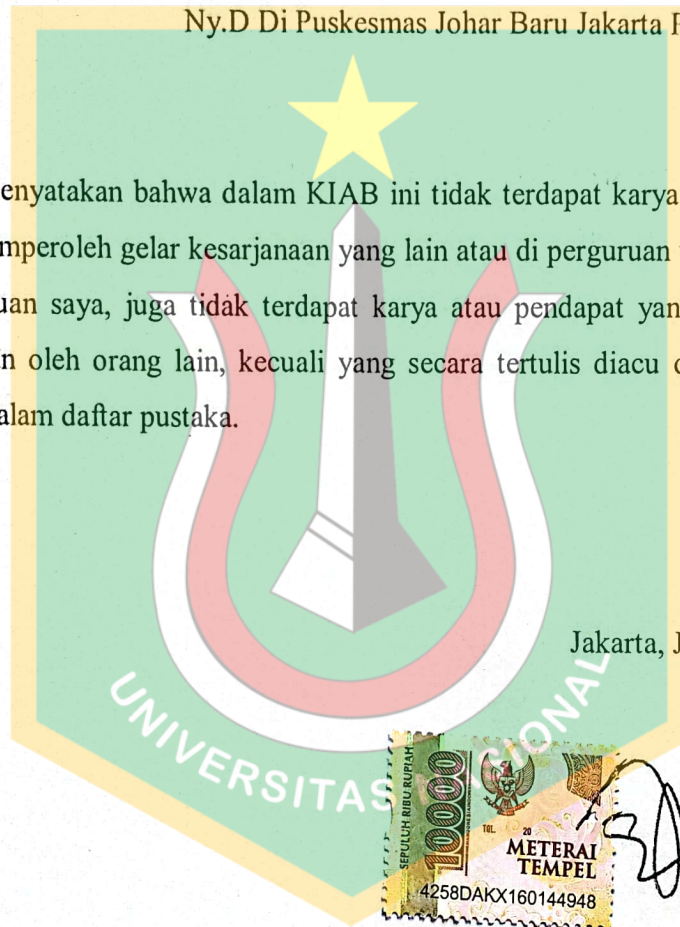 Ny.D Di Puskesmas Johar Baru Jakarta
enyatakan bahwa dalam KIAB ini tidak terdapat karya
mperoleh gelar kesarjanaan yang lain atau di perguruan
uan saya, juga tidak terdapat karya atau pendapat yan
n oleh orang lain, kecuali yang secara tertulis diacu
alam daftar pustaka.
Jakarta, J
UNIVERSITAS NASIONAL
SEPULUH RIBU RUPIAH
10000
TGL. 20
METERAI
TEMPEL
4258DAKX160144948